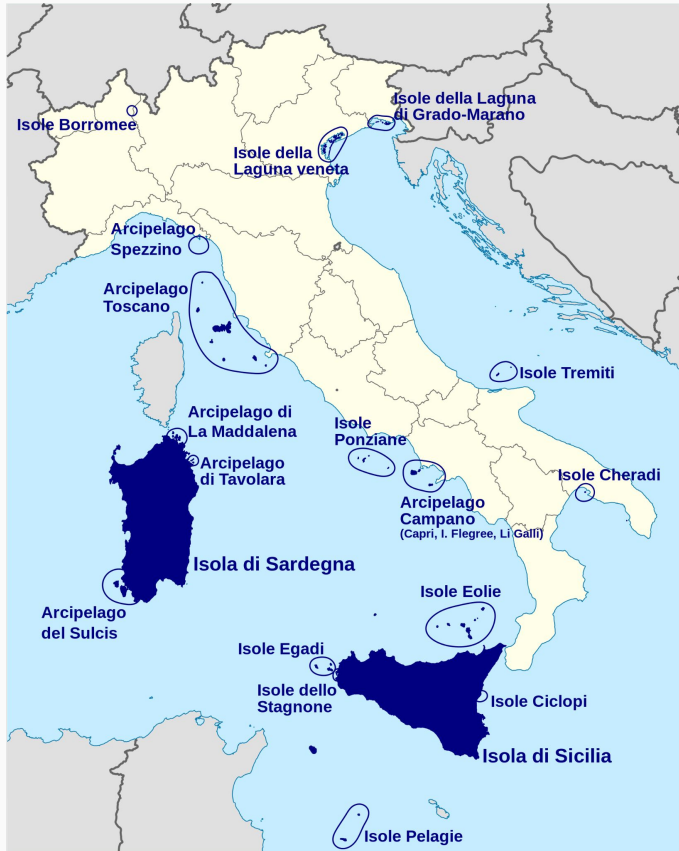 Isole Borromee
Isole della Laguna
di Grado-Marano
Isole della
Laguna veneta
Arcipelago
Spezzino
Arcipelago
Toscano
Isole Tremiti
Arcipelago di
La Maddalena
Isole
Ponziane
Arcipelago
di Tavolara
Isole Cheradi
Arcipelago
Campano
(Capri, I. Flegree, Li Galli)
Isola di Sardegna
Isole Eolie
Arcipelago
del Sulcis
Isole Egadi
Isole dello
Stagnone
Isole Ciclopi
Isola di Sicilia
Isole Pelagie